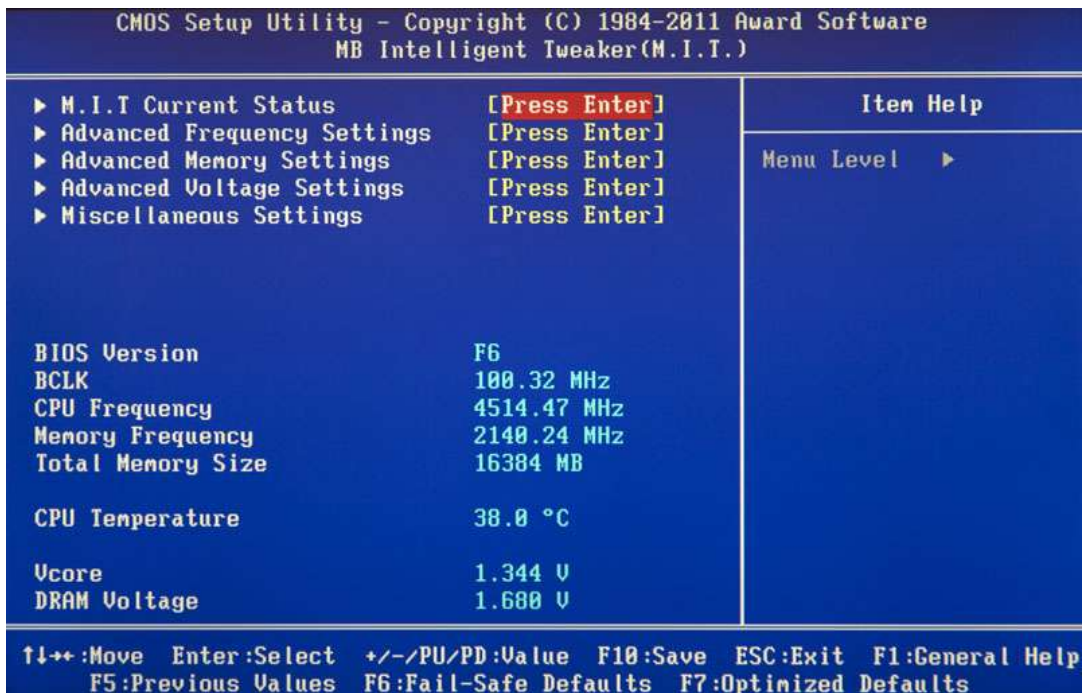 CMOS Setup Utility - Copyright (C) 1984-2011 Award Software
MB Intelligent Tweaker(M.I.T.)
▶ M.I.T Current Status [Press Enter]
▶ Advanced Frequency Settings [Press Enter]
▶ Advanced Memory Settings [Press Enter]
▶ Advanced Voltage Settings [Press Enter]
▶ Miscellaneous Settings [Press Enter]
Item Help
Menu Level ▶
BIOS Version F6
BCLK 100.32 MHz
CPU Frequency 4514.47 MHz
Memory Frequency 2140.24 MHz
Total Memory Size 16384 MB
CPU Temperature 38.0 °C
Vcore 1.344 V
DRAM Voltage 1.680 V
↑↓→←:Move Enter:Select +/-/PU/PD:Value F10:Save ESC:Exit F1:General Help
F5:Previous Values F6:Fail-Safe Defaults F7:Optimized Defaults